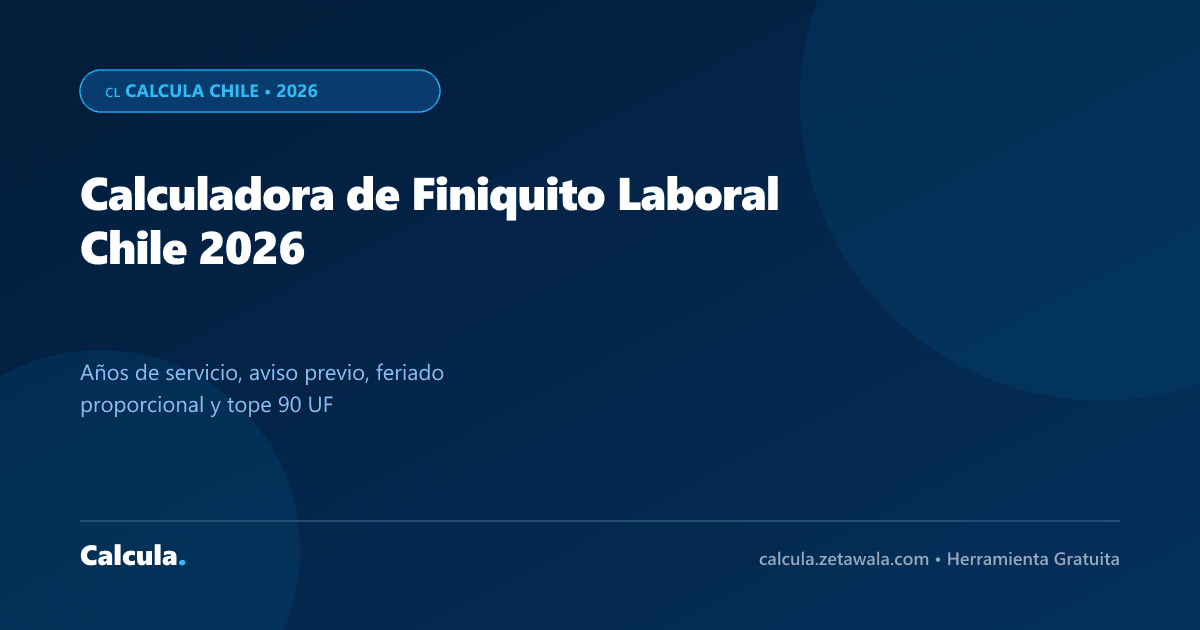 CL CALCULA CHILE • 2026
Calculadora de Finiquito Laboral
Chile 2026
Años de servicio, aviso previo, feriado
proporcional y tope 90 UF
Calcula.
calcula.zetawala.com • Herramienta Gratuita